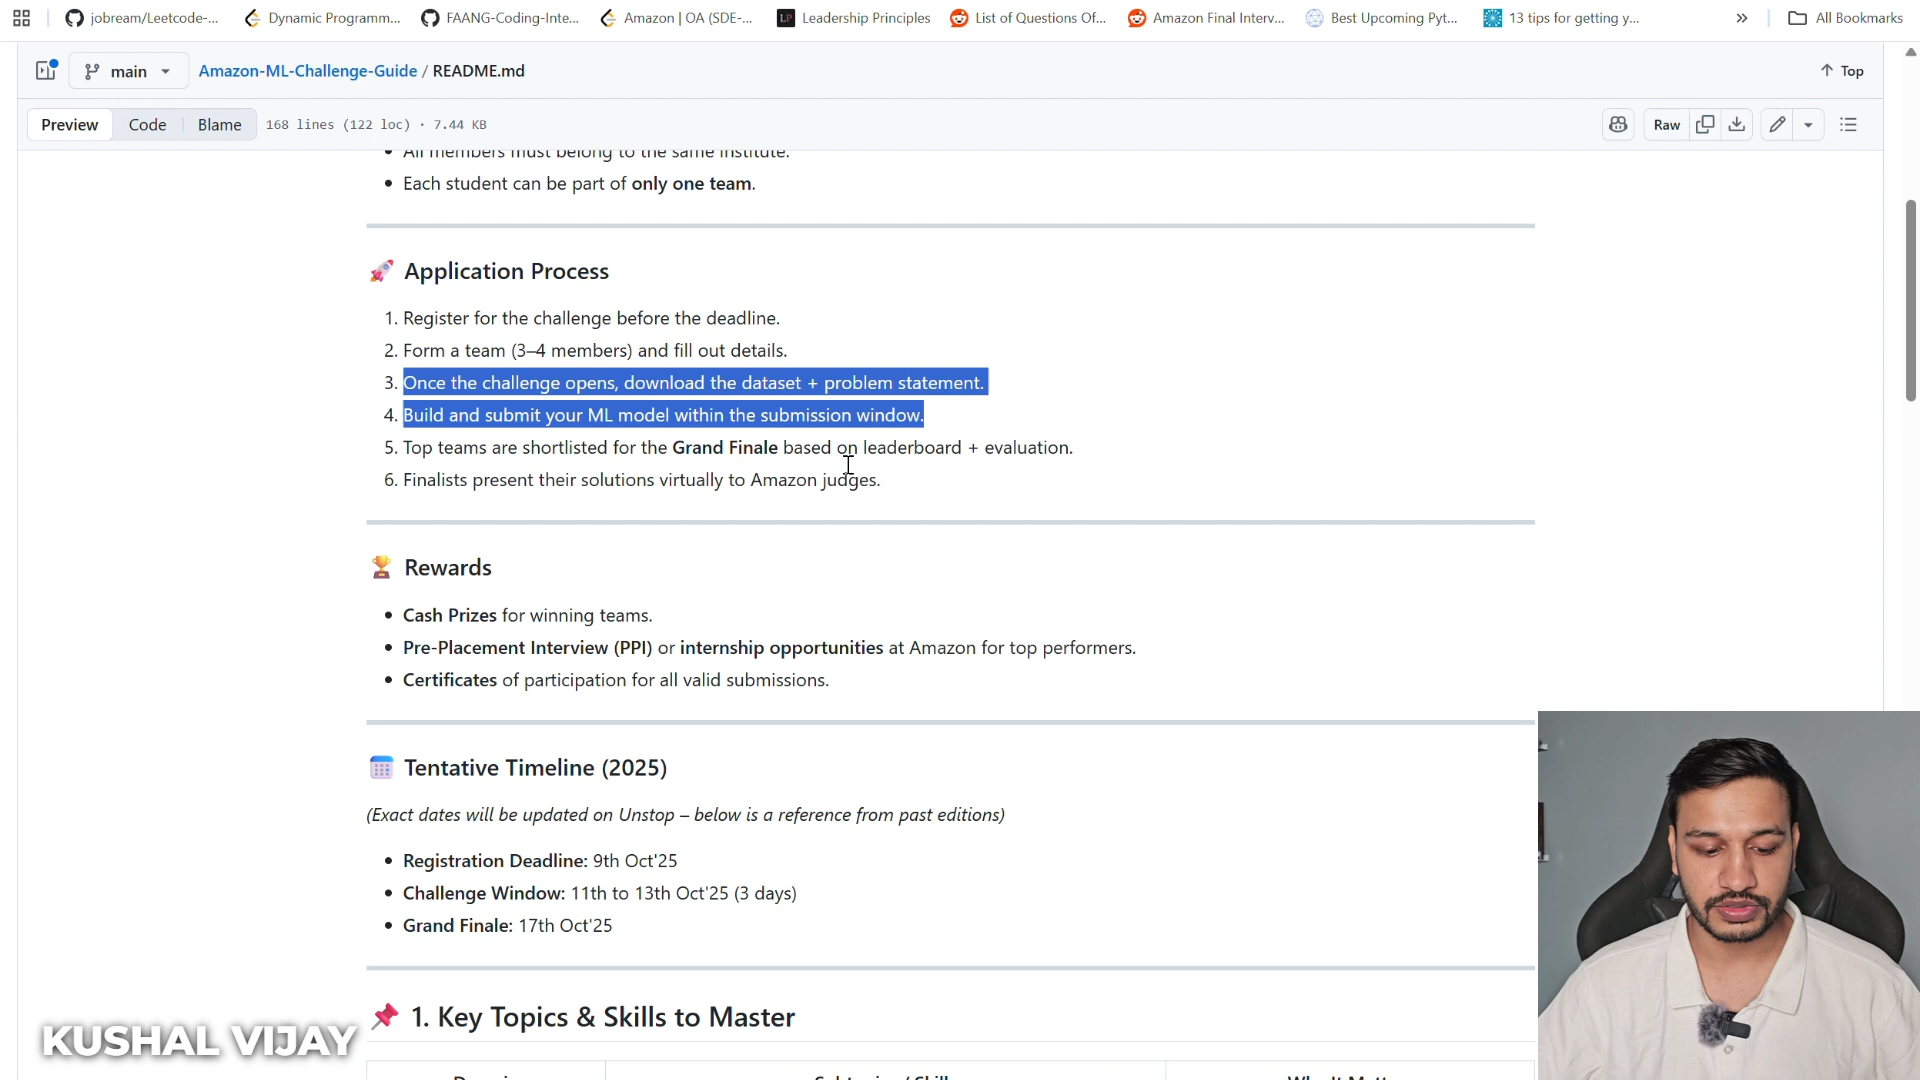 jobream/Leetcode-...
Dynamic Programm...
FAANG-Coding-Inte...
Amazon | OA (SDE-...
LP Leadership Principles
List of Questions Of...
Amazon Final Interv...
Best Upcoming Pyt...
13 tips for getting y...
» All Bookmarks
main
Amazon-ML-Challenge-Guide / README.md
Top
Preview Code Blame 168 lines (122 loc) · 7.44 KB
Raw
• All members must belong to the same institute.
• Each student can be part of only one team.
🚀 Application Process
1. Register for the challenge before the deadline.
2. Form a team (3–4 members) and fill out details.
3. Once the challenge opens, download the dataset + problem statement.
4. Build and submit your ML model within the submission window.
5. Top teams are shortlisted for the Grand Finale based on leaderboard + evaluation.
6. Finalists present their solutions virtually to Amazon judges.
🏆 Rewards
• Cash Prizes for winning teams.
• Pre-Placement Interview (PPI) or internship opportunities at Amazon for top performers.
• Certificates of participation for all valid submissions.
Tentative Timeline (2025)
(Exact dates will be updated on Unstop – below is a reference from past editions)
• Registration Deadline: 9th Oct'25
• Challenge Window: 11th to 13th Oct'25 (3 days)
• Grand Finale: 17th Oct'25
📌 1. Key Topics & Skills to Master
KUSHAL VIJAY